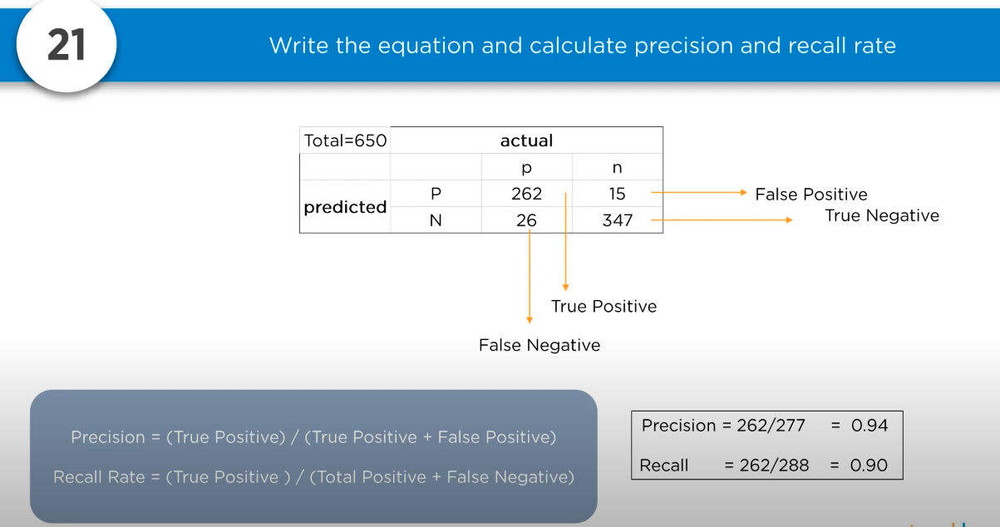 21
Write the equation and calculate precision and recall rate
Total=650 actual
p n
P 262 15
predicted
N 26 347
False Positive
True Negative
True Positive
False Negative
Precision = (True Positive) / (True Positive + False Positive)
Recall Rate = (True Positive ) / (Total Positive + False Negative)
Precision = 262/277 = 0.94
Recall = 262/288 = 0.90